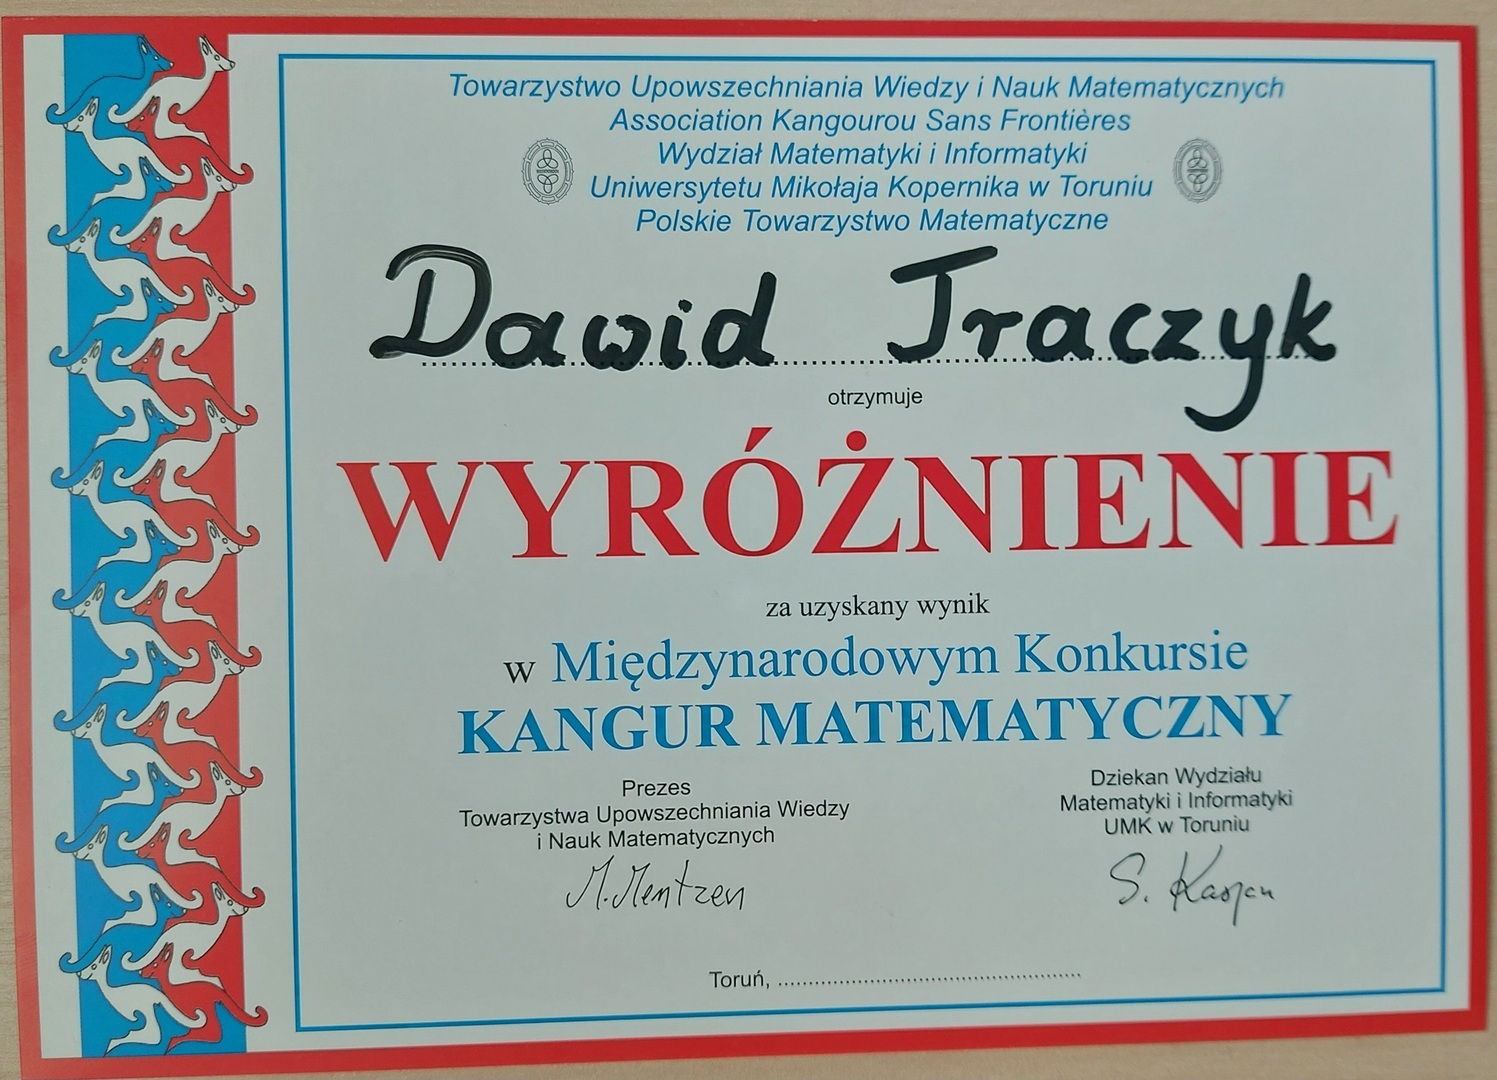 Towarzystwo Upowszechniania Wiedzy i Nauk Matematycznych
Association Kangourou Sans Frontières
Wydział Matematyki i Informatyki
Uniwersytetu Mikołaja Kopernika w Toruniu
Polskie Towarzystwo Matematyczne
Dawid Traczyk
otrzymuje
WYRÓŻNIENIE
za uzyskany wynik
w Międzynarodowym Konkursie
KANGUR MATEMATYCZNY
Prezes
Towarzystwa Upowszechniania Wiedzy
i Nauk Matematycznych
M. Mentzen
Dziekan Wydziału
Matematyki i Informatyki
UMK w Toruniu
S. Kasjan
Toruń, ....................................................